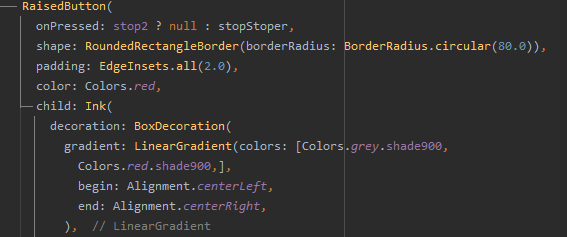 RaisedButton(
onPressed: stop2 ? null : stopStoper,
shape: RoundedRectangleBorder(borderRadius: BorderRadius.circular(80.0)),
padding: EdgeInsets.all(2.0),
color: Colors.red,
child: Ink(
decoration: BoxDecoration(
gradient: LinearGradient(colors: [Colors.grey.shade900,
Colors.red.shade900,],
begin: Alignment.centerLeft,
end: Alignment.centerRight,
),  // LinearGradient